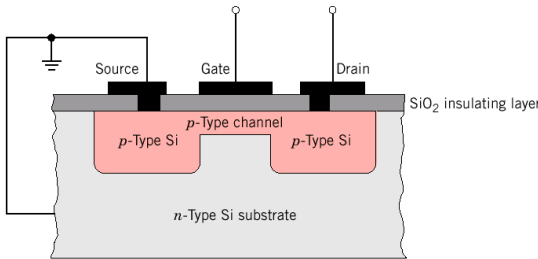 Source
Gate
Drain
SiO₂ insulating layer
p-Type channel
p-Type Si
p-Type Si
n-Type Si substrate